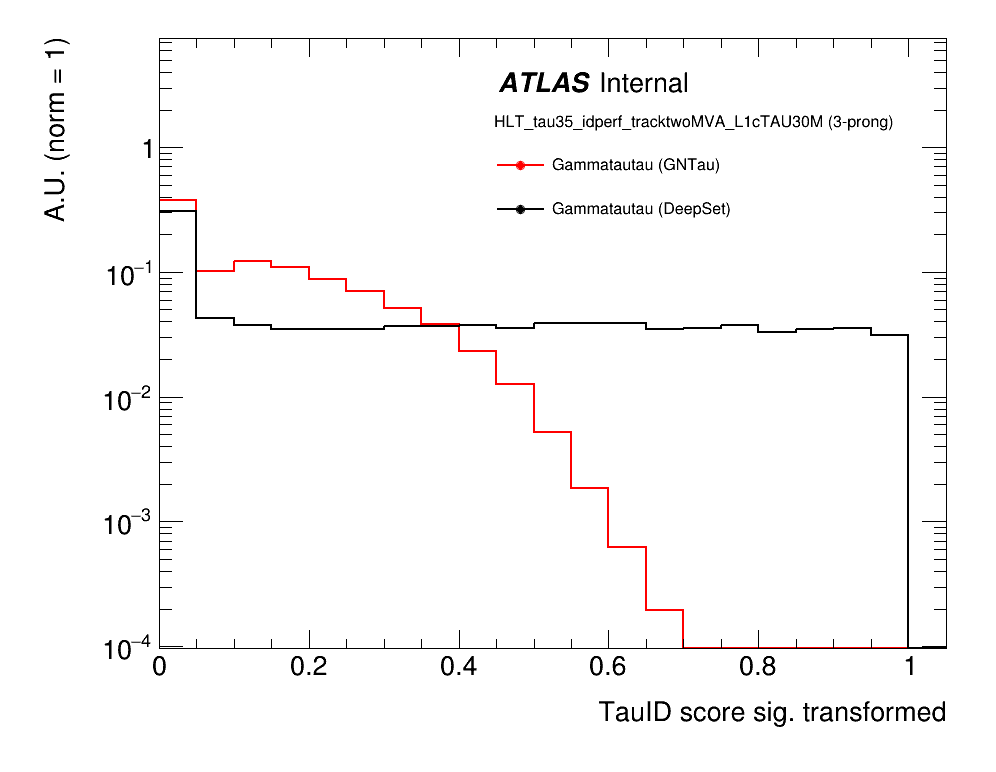 A.U. (norm = 1)
ATLAS Internal
HLT_tau35_idperf_tracktwoMVA_L1cTAU30M (3-prong)
Gammatautau (GNTau)
Gammatautau (DeepSet)
1
10⁻¹
10⁻²
10⁻³
10⁻⁴
0 0.2 0.4 0.6 0.8 1
TauID score sig. transformed